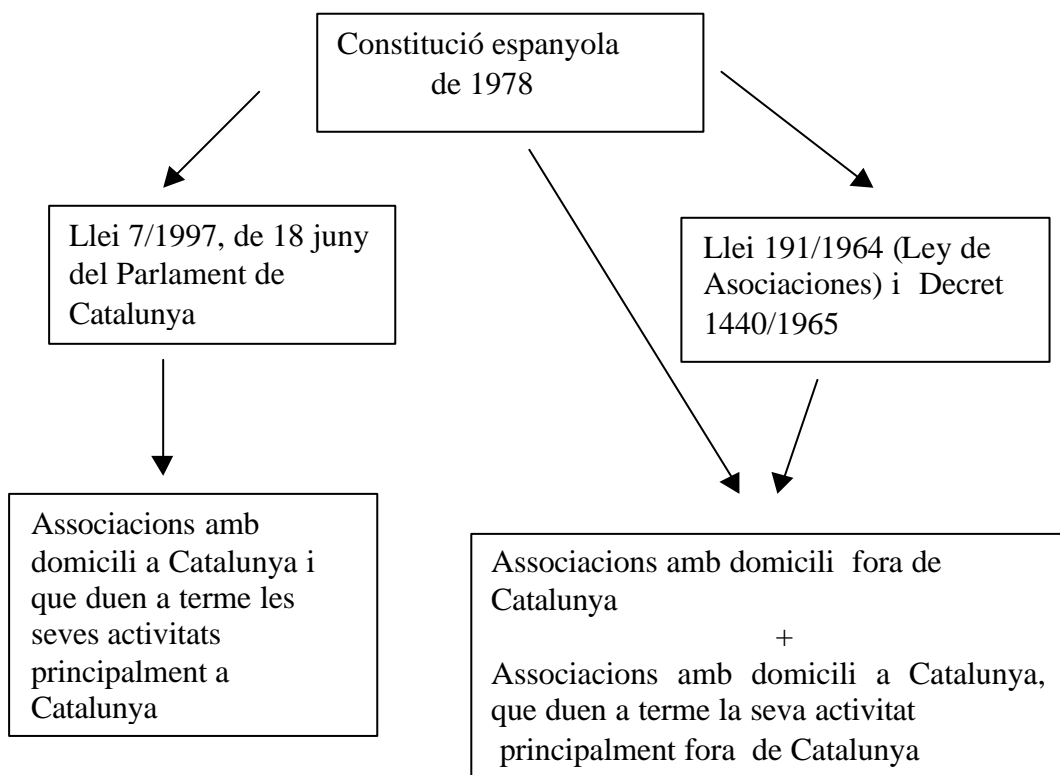 Constitució espanyola
de 1978
Llei 7/1997, de 18 juny
del Parlament de
Catalunya
Llei 191/1964 (Ley de
Asociaciones) i Decret
1440/1965
Associacions amb
domicili a Catalunya i
que duen a terme les
seves activitats
principalment a
Catalunya
Associacions amb domicili fora de
Catalunya
+
Associacions amb domicili a Catalunya,
que duen a terme la seva activitat
principalment fora de Catalunya